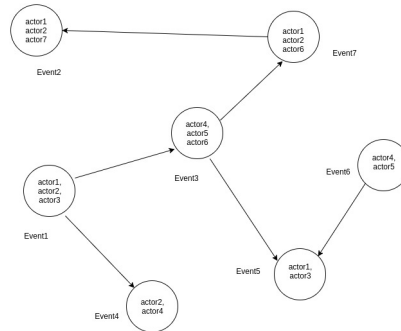 actor1
actor2
actor7
Event2
actor1
actor2
actor6
Event7
actor4,
actor5
actor6
Event3
actor4,
actor5
Event6
actor1,
actor2,
actor3
Event1
actor1,
actor3
Event5
actor2,
actor4
Event4